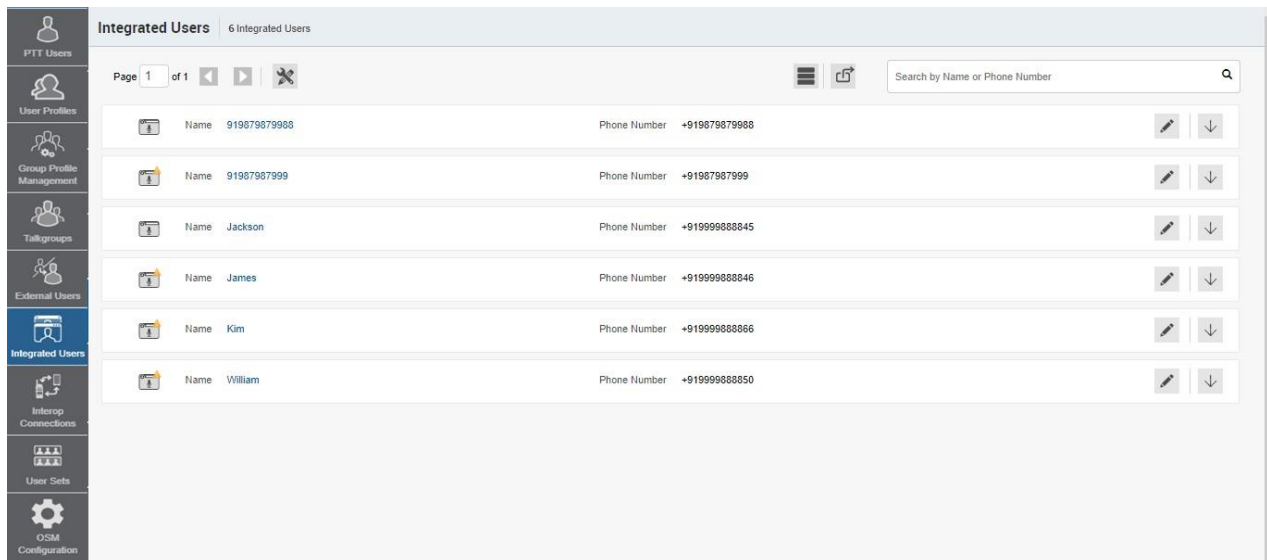 PTT Users
User Profiles
Group Profile
Management
Talkgroups
External Users
Integrated Users
Interop
Connections
User Sets
OSM
Configuration
Integrated Users 6 Integrated Users
Page 1 of 1 Search by Name or Phone Number
Name 919879879988 Phone Number +919879879988
Name 91987987999 Phone Number +91987987999
Name Jackson Phone Number +919999888845
Name James Phone Number +919999888846
Name Kim Phone Number +919999888866
Name William Phone Number +919999888850